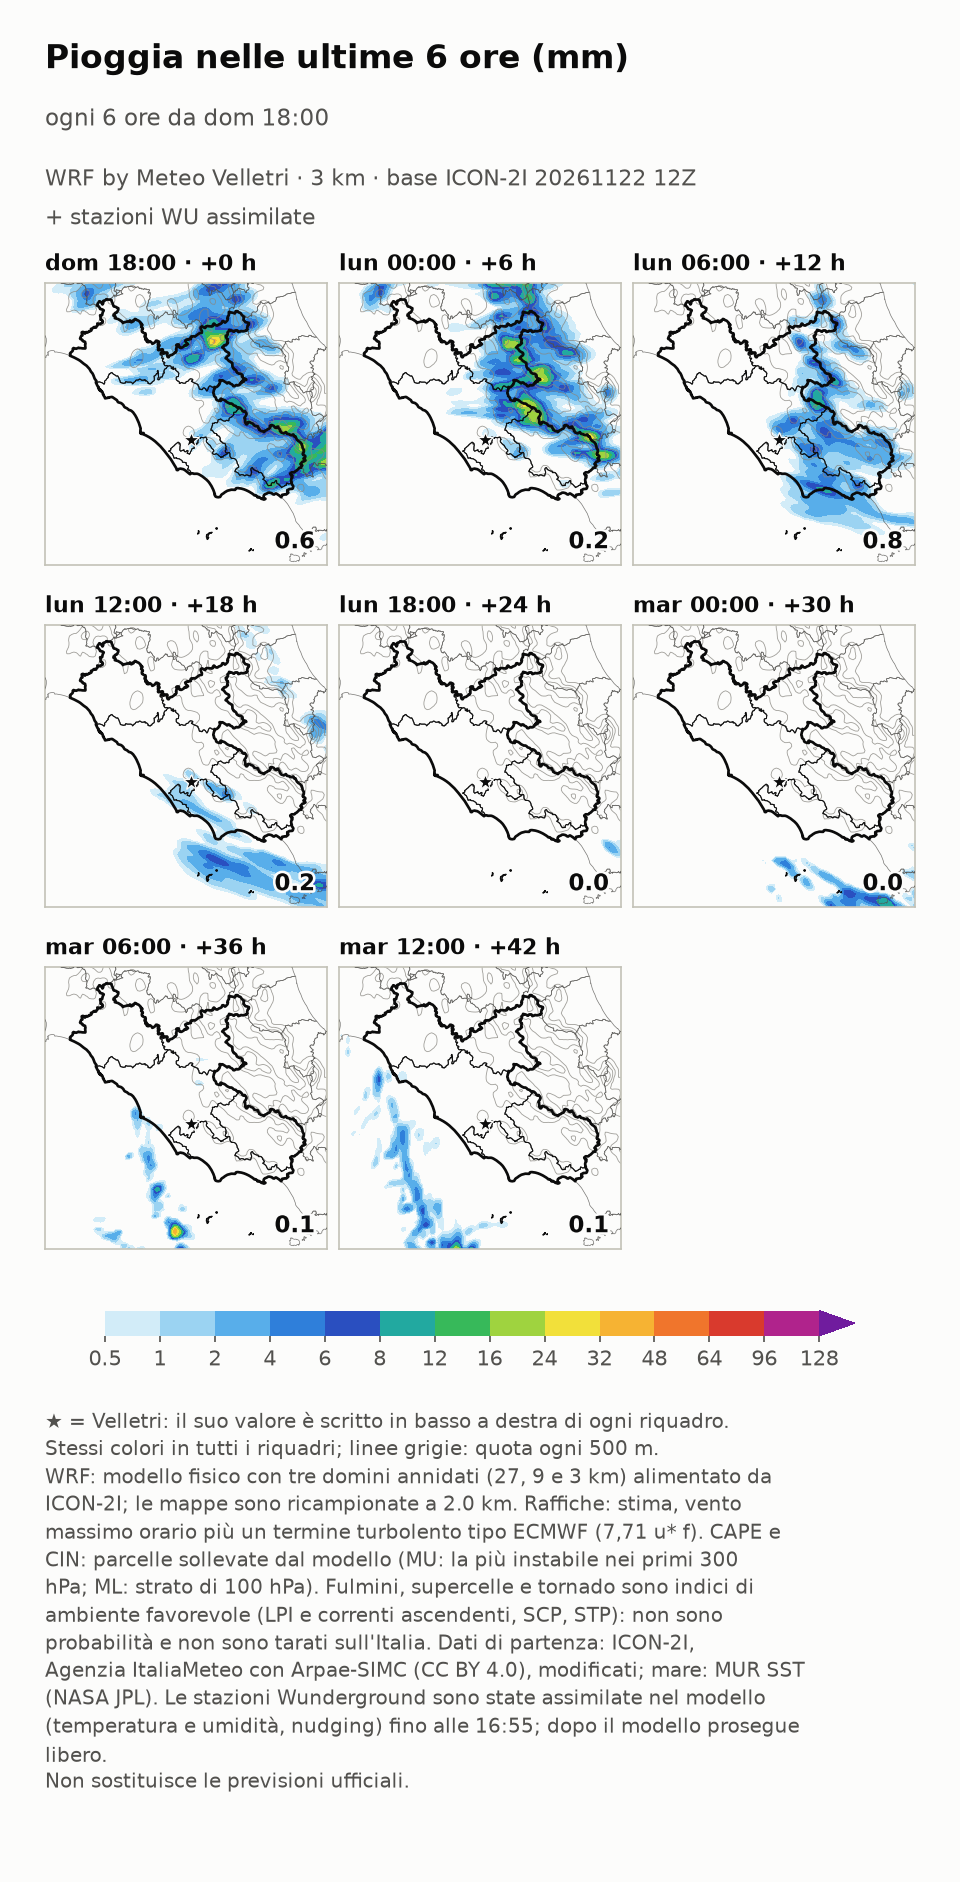 Pioggia nelle ultime 6 ore (mm)
ogni 6 ore da dom 18:00
WRF by Meteo Velletri · 3 km · base ICON-2I 20261122 12Z
+ stazioni WU assimilate
dom 18:00 · +0 h
lun 00:00 · +6 h
lun 06:00 · +12 h
0.6
0.2
0.8
lun 12:00 · +18 h
lun 18:00 · +24 h
mar 00:00 · +30 h
0.2
0.0
0.0
mar 06:00 · +36 h
mar 12:00 · +42 h
0.1
0.1
0.5 1 2 4 6 8 12 16 24 32 48 64 96 128
★ = Velletri: il suo valore è scritto in basso a destra di ogni riquadro.
Stessi colori in tutti i riquadri; linee grigie: quota ogni 500 m.
WRF: modello fisico con tre domini annidati (27, 9 e 3 km) alimentato da
ICON-2I; le mappe sono ricampionate a 2.0 km. Raffiche: stima, vento
massimo orario più un termine turbolento tipo ECMWF (7,71 u* f). CAPE e
CIN: parcelle sollevate dal modello (MU: la più instabile nei primi 300
hPa; ML: strato di 100 hPa). Fulmini, supercelle e tornado sono indici di
ambiente favorevole (LPI e correnti ascendenti, SCP, STP): non sono
probabilità e non sono tarati sull'Italia. Dati di partenza: ICON-2I,
Agenzia ItaliaMeteo con Arpae-SIMC (CC BY 4.0), modificati; mare: MUR SST
(NASA JPL). Le stazioni Wunderground sono state assimilate nel modello
(temperatura e umidità, nudging) fino alle 16:55; dopo il modello prosegue
libero.
Non sostituisce le previsioni ufficiali.